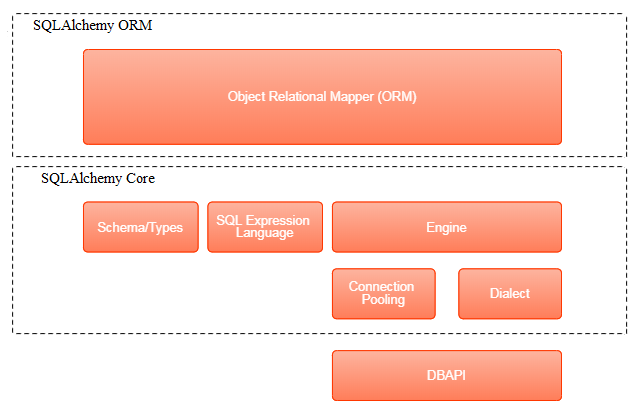 SQLAlchemy ORM
Object Relational Mapper (ORM)
SQLAlchemy Core
Schema/Types
SQL Expression
Language
Engine
Connection
Pooling
Dialect
DBAPI